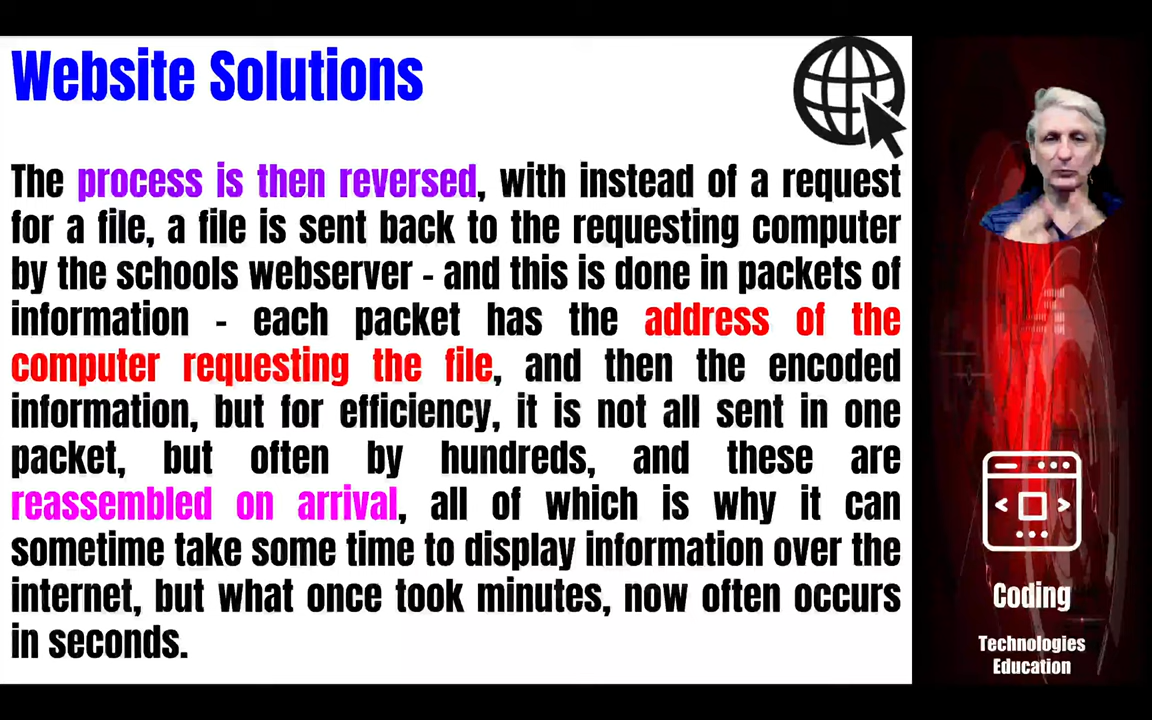 Website Solutions
The process is then reversed, with instead of a request
for a file, a file is sent back to the requesting computer
by the schools webserver - and this is done in packets of
information - each packet has the address of the
computer requesting the file, and then the encoded
information, but for efficiency, it is not all sent in one
packet, but often by hundreds, and these are
reassembled on arrival, all of which is why it can
sometime take some time to display information over the
internet, but what once took minutes, now often occurs
in seconds.
Coding
Technologies
Education